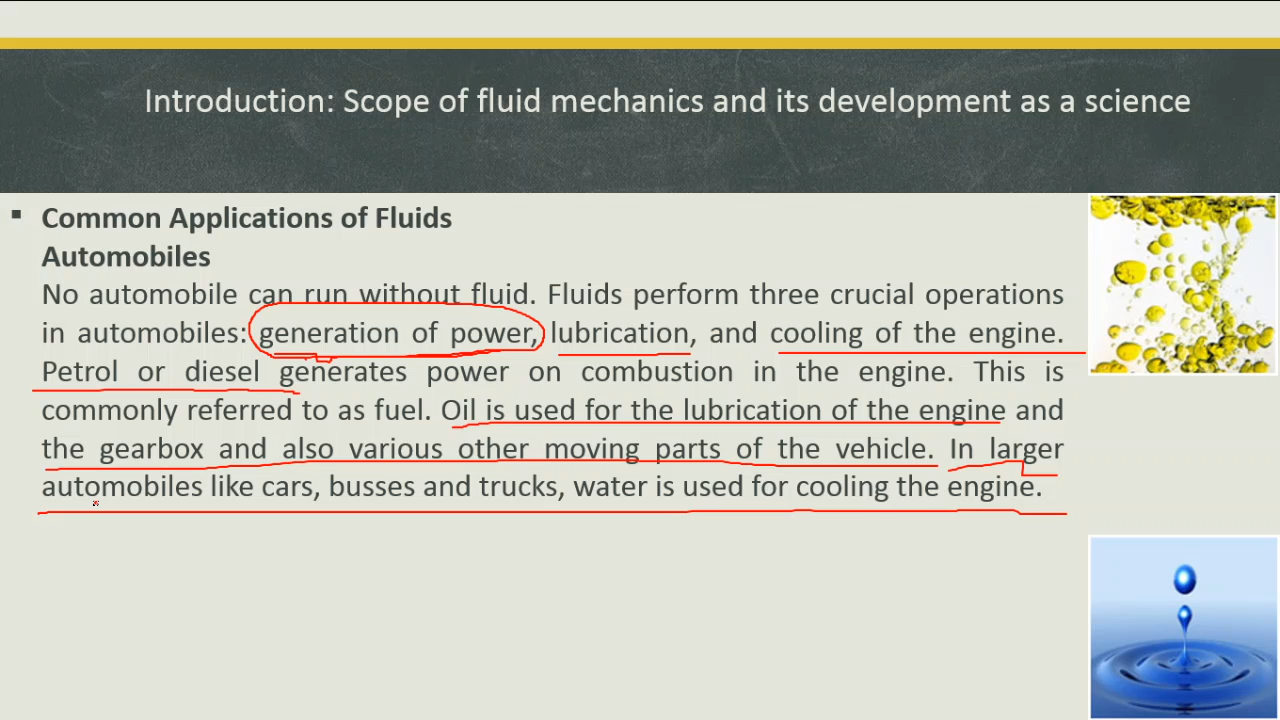 Introduction: Scope of fluid mechanics and its development as a science
▪ Common Applications of Fluids
Automobiles
No automobile can run without fluid. Fluids perform three crucial operations
in automobiles: generation of power, lubrication, and cooling of the engine.
Petrol or diesel generates power on combustion in the engine. This is
commonly referred to as fuel. Oil is used for the lubrication of the engine and
the gearbox and also various other moving parts of the vehicle. In larger
automobiles like cars, busses and trucks, water is used for cooling the engine.